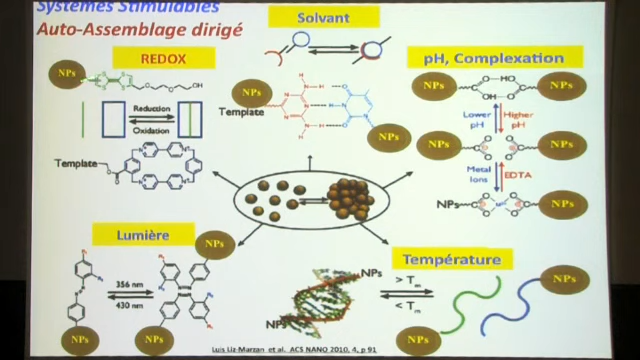 Systèmes Stimulables
Auto-Assemblage dirigé
Solvant
REDOX
NPs
OH
Reduction
Oxidation
Template
NPs
Template
NPs
pH, Complexation
NPs
NPs
Lower
pH
Higher
pH
NPs
NPs
Metal
Ions
EDTA
NPs
NPs
Lumière
NPs
356 nm
430 nm
NPs
NPs
Température
NPs
NPs
> Tm
< Tm
NPs
NPs
Luis Liz-Marzan et al. ACS NANO 2010, 4, p 91